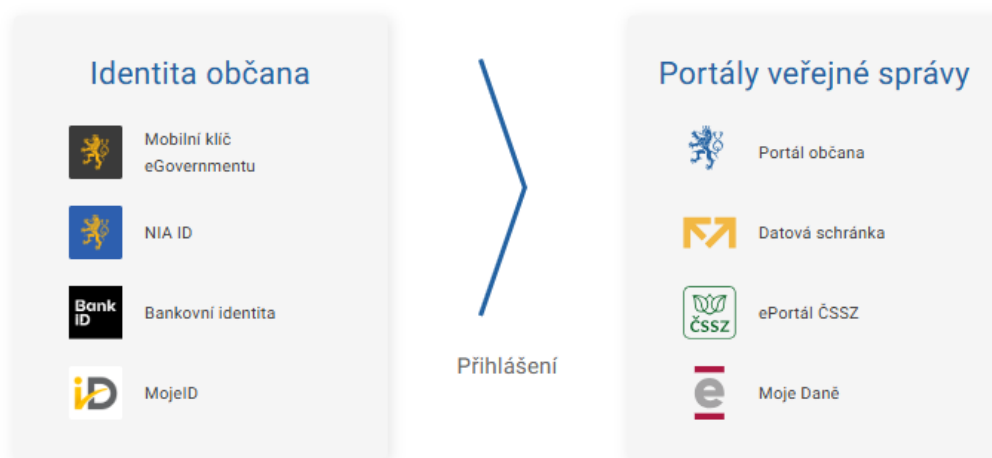 Identita občana
Mobilní klíč
eGovernmentu
NIA ID
Bank
iD
Bankovní identita
iD
MojeID
Přihlášení
Portály veřejné správy
Portál občana
Datová schránka
ČSSZ
ePortál ČSSZ
e
Moje Daně